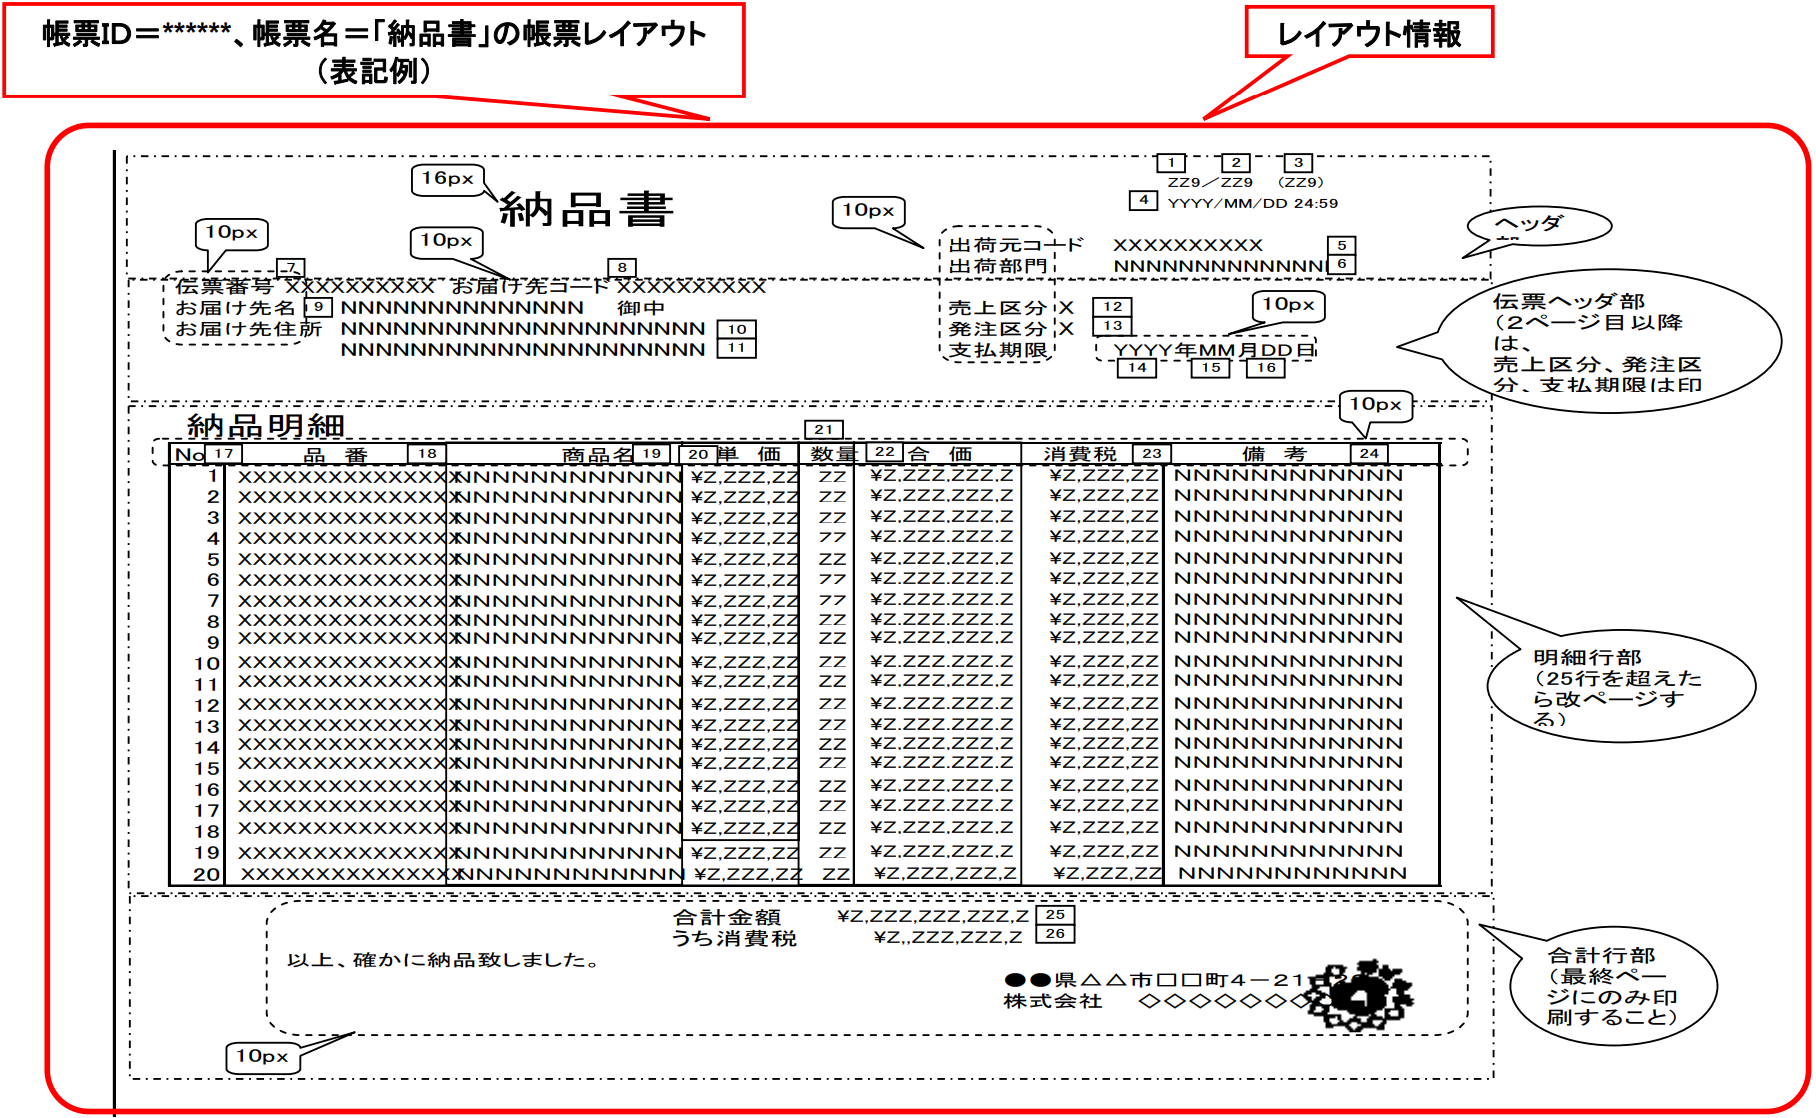 帳票ID＝******、帳票名＝「納品書」の帳票レイアウト
（表記例）
レイアウト情報
1 2 3
ZZ9／ZZ9 （ZZ9）
4 YYYY/MM/DD 24:59
16px
納品書
10px
10px
10px
ヘッダ
出荷元コード XXXXXXXXXX 5
出荷部門 NNNNNNNNNNNNN 6
7 8
伝票番号 XXXXXXXXXX お届け先コード XXXXXXXXXX
お届け先名 9 NNNNNNNNNNNNNN 御中
お届け先住所 NNNNNNNNNNNNNNNNNNNNN 10
NNNNNNNNNNNNNNNNNNNNN 11
売上区分 X 12
発注区分 X 13
10px
支払期限 YYYY年MM月DD日
14 15 16
伝票ヘッダ部
（2ページ目以降
は、
売上区分、発注区
分、支払期限は印
10px
納品明細
21
No 17 品 番 18 商品名 19 20 単 価 数量 22 合 価 消費税 23 備 考 24
1 XXXXXXXXXXXXXXX NNNNNNNNNNNN ¥Z,ZZZ,ZZ ZZ ¥Z,ZZZ,ZZZ,Z ¥Z,ZZZ,ZZ NNNNNNNNNNNN
2 XXXXXXXXXXXXXXX NNNNNNNNNNNN ¥Z,ZZZ,ZZ ZZ ¥Z,ZZZ,ZZZ,Z ¥Z,ZZZ,ZZ NNNNNNNNNNNN
3 XXXXXXXXXXXXXXX NNNNNNNNNNNN ¥Z,ZZZ,ZZ ZZ ¥Z,ZZZ,ZZZ,Z ¥Z,ZZZ,ZZ NNNNNNNNNNNN
4 XXXXXXXXXXXXXXX NNNNNNNNNNNN ¥Z,ZZZ,ZZ ZZ ¥Z,ZZZ,ZZZ,Z ¥Z,ZZZ,ZZ NNNNNNNNNNNN
5 XXXXXXXXXXXXXXX NNNNNNNNNNNN ¥Z,ZZZ,ZZ ZZ ¥Z,ZZZ,ZZZ,Z ¥Z,ZZZ,ZZ NNNNNNNNNNNN
6 XXXXXXXXXXXXXXX NNNNNNNNNNNN ¥Z,ZZZ,ZZ ZZ ¥Z,ZZZ,ZZZ,Z ¥Z,ZZZ,ZZ NNNNNNNNNNNN
7 XXXXXXXXXXXXXXX NNNNNNNNNNNN ¥Z,ZZZ,ZZ ZZ ¥Z,ZZZ,ZZZ,Z ¥Z,ZZZ,ZZ NNNNNNNNNNNN
8 XXXXXXXXXXXXXXX NNNNNNNNNNNN ¥Z,ZZZ,ZZ ZZ ¥Z,ZZZ,ZZZ,Z ¥Z,ZZZ,ZZ NNNNNNNNNNNN
9 XXXXXXXXXXXXXXX NNNNNNNNNNNN ¥Z,ZZZ,ZZ ZZ ¥Z,ZZZ,ZZZ,Z ¥Z,ZZZ,ZZ NNNNNNNNNNNN
10 XXXXXXXXXXXXXXX NNNNNNNNNNNN ¥Z,ZZZ,ZZ ZZ ¥Z,ZZZ,ZZZ,Z ¥Z,ZZZ,ZZ NNNNNNNNNNNN
11 XXXXXXXXXXXXXXX NNNNNNNNNNNN ¥Z,ZZZ,ZZ ZZ ¥Z,ZZZ,ZZZ,Z ¥Z,ZZZ,ZZ NNNNNNNNNNNN
12 XXXXXXXXXXXXXXX NNNNNNNNNNNN ¥Z,ZZZ,ZZ ZZ ¥Z,ZZZ,ZZZ,Z ¥Z,ZZZ,ZZ NNNNNNNNNNNN
13 XXXXXXXXXXXXXXX NNNNNNNNNNNN ¥Z,ZZZ,ZZ ZZ ¥Z,ZZZ,ZZZ,Z ¥Z,ZZZ,ZZ NNNNNNNNNNNN
14 XXXXXXXXXXXXXXX NNNNNNNNNNNN ¥Z,ZZZ,ZZ ZZ ¥Z,ZZZ,ZZZ,Z ¥Z,ZZZ,ZZ NNNNNNNNNNNN
15 XXXXXXXXXXXXXXX NNNNNNNNNNNN ¥Z,ZZZ,ZZ ZZ ¥Z,ZZZ,ZZZ,Z ¥Z,ZZZ,ZZ NNNNNNNNNNNN
16 XXXXXXXXXXXXXXX NNNNNNNNNNNN ¥Z,ZZZ,ZZ ZZ ¥Z,ZZZ,ZZZ,Z ¥Z,ZZZ,ZZ NNNNNNNNNNNN
17 XXXXXXXXXXXXXXX NNNNNNNNNNNN ¥Z,ZZZ,ZZ ZZ ¥Z,ZZZ,ZZZ,Z ¥Z,ZZZ,ZZ NNNNNNNNNNNN
18 XXXXXXXXXXXXXXX NNNNNNNNNNNN ¥Z,ZZZ,ZZ ZZ ¥Z,ZZZ,ZZZ,Z ¥Z,ZZZ,ZZ NNNNNNNNNNNN
19 XXXXXXXXXXXXXXX NNNNNNNNNNNN ¥Z,ZZZ,ZZ ZZ ¥Z,ZZZ,ZZZ,Z ¥Z,ZZZ,ZZ NNNNNNNNNNNN
20 XXXXXXXXXXXXXXX NNNNNNNNNNNN ¥Z,ZZZ,ZZ ZZ ¥Z,ZZZ,ZZZ,Z ¥Z,ZZZ,ZZ NNNNNNNNNNNN
明細行部
（25行を超えた
ら改ページす
る）
合計金額 ¥Z,ZZZ,ZZZ,ZZZ,Z 25
うち消費税 ¥Z,,ZZZ,ZZZ,Z 26
以上、確かに納品致しました。
●●県△△市□□町4－21
株式会社 ◇◇◇◇◇◇◇
10px
合計行部
（最終ペー
ジにのみ印
刷すること）